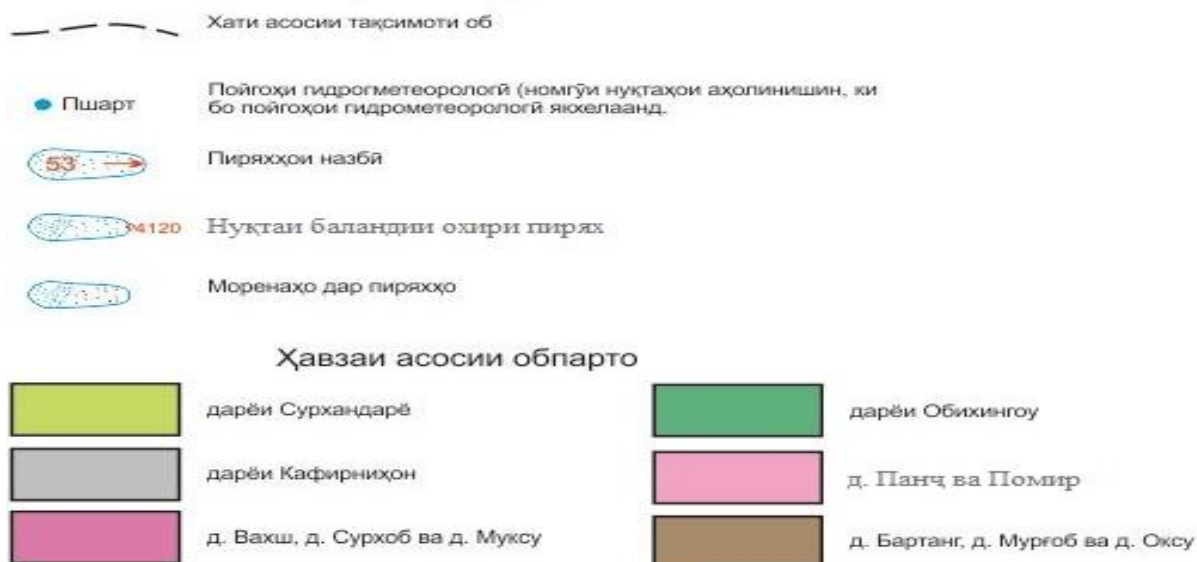 Хати асосии тақсимоти об
Пшарт
Пойгоҳи гидрогметеорологӣ (номгӯи нуқтаҳои аҳолинишин, ки
бо пойгоҳои гидрометеорологӣ якхелаанд.
53
Пиряхҳои назбӣ
4120
Нуқтаи баландии охири пирях
Моренаҳо дар пиряхҳо
Ҳавзаи асосии обпарто
дарёи Сурхандарё
дарёи Обихингоу
дарёи Кафирниҳон
д. Панҷ ва Помир
д. Вахш, д. Сурхоб ва д. Муксу
д. Бартанг, д. Мурғоб ва д. Оксу